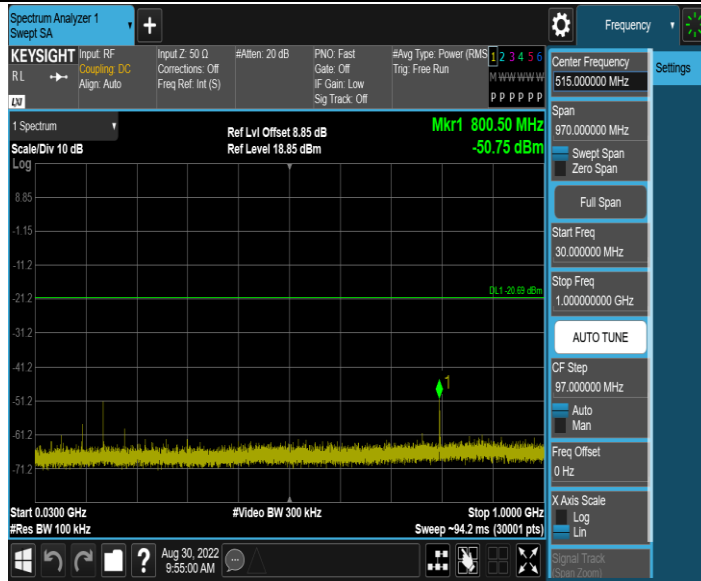 Spectrum Analyzer 1
Swept SA
+
Frequency
KEYSIGHT
RL
LXI
Input: RF
Coupling: DC
Align: Auto
Input Z: 50 Ω
Corrections: Off
Freq Ref: Int (S)
#Atten: 20 dB
PNO: Fast
Gate: Off
IF Gain: Low
Sig Track: Off
#Avg Type: Power (RMS
Trig: Free Run
1 2 3 4 5 6
M W W W W W
P P P P P P
Center Frequency
515.000000 MHz
Settings
Span
970.000000 MHz
Swept Span
Zero Span
Full Span
Start Freq
30.000000 MHz
Stop Freq
1.000000000 GHz
AUTO TUNE
CF Step
97.000000 MHz
Auto
Man
Freq Offset
0 Hz
X Axis Scale
Log
Lin
Signal Track
(Span Zoom)
1 Spectrum
Scale/Div 10 dB
Log
Ref Lvl Offset 8.85 dB
Ref Level 18.85 dBm
Mkr1 800.50 MHz
-50.75 dBm
8.85
-1.15
-11.2
-21.2
-31.2
-41.2
-51.2
-61.2
-71.2
DL1 -20.69 dBm
1
Start 0.0300 GHz
#Res BW 100 kHz
#Video BW 300 kHz
Stop 1.0000 GHz
Sweep ~94.2 ms (30001 pts)
?
Aug 30, 2022
9:55:00 AM